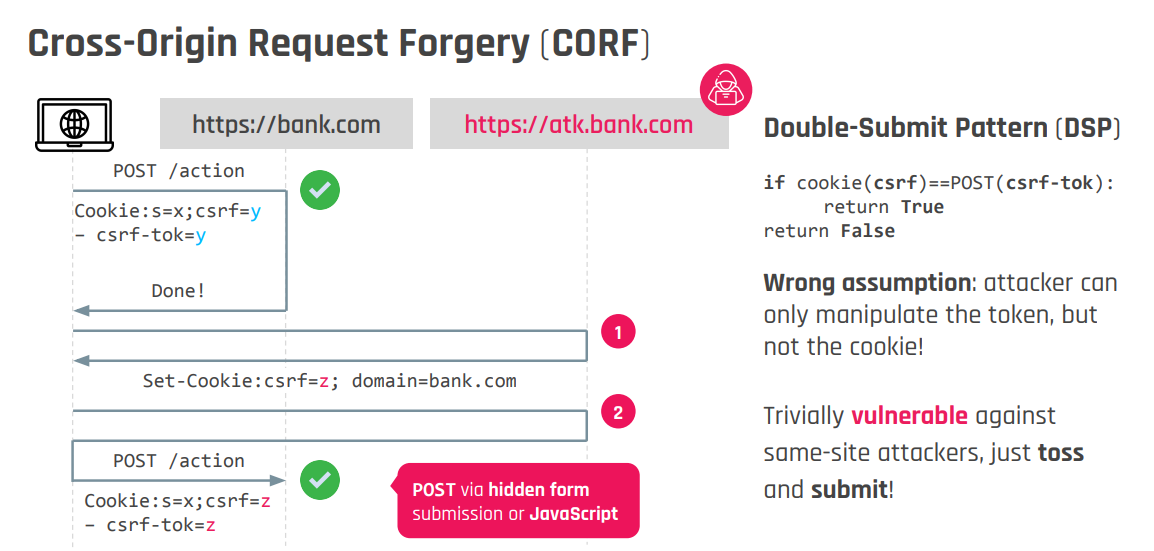 Cross-Origin Request Forgery (CORF)
https://bank.com
https://atk.bank.com
POST /action
Cookie:s=x;csrf=y
– csrf-tok=y
Done!
1
Set-Cookie:csrf=z; domain=bank.com
2
POST /action
Cookie:s=x;csrf=z
– csrf-tok=z
POST via hidden form
submission or JavaScript
Double-Submit Pattern (DSP)
if cookie(csrf)==POST(csrf-tok):
return True
return False
Wrong assumption: attacker can
only manipulate the token, but
not the cookie!
Trivially vulnerable against
same-site attackers, just toss
and submit!